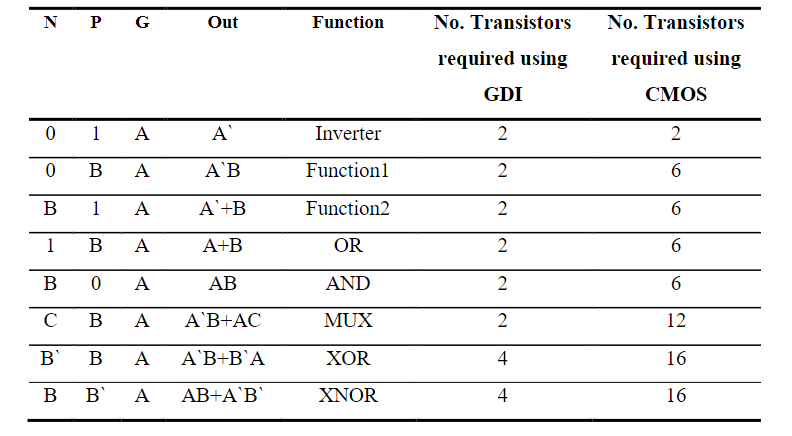 N P G Out Function No. Transistors required using GDI No. Transistors required using CMOS
0 1 A A` Inverter 2 2
0 B A A`B Function1 2 6
B 1 A A`+B Function2 2 6
1 B A A+B OR 2 6
B 0 A AB AND 2 6
C B A A`B+AC MUX 2 12
B` B A A`B+B`A XOR 4 16
B B` A AB+A`B` XNOR 4 16